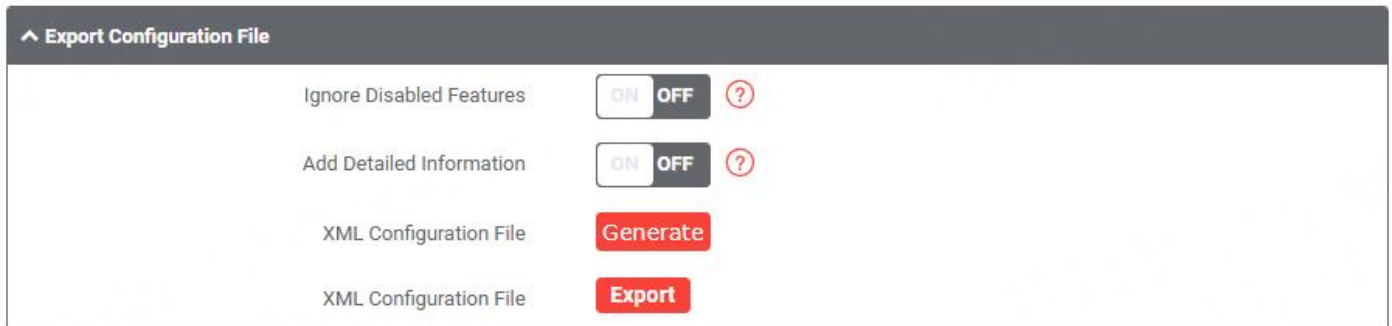 Export Configuration File
Ignore Disabled Features ON OFF ?
Add Detailed Information ON OFF ?
XML Configuration File Generate
XML Configuration File Export